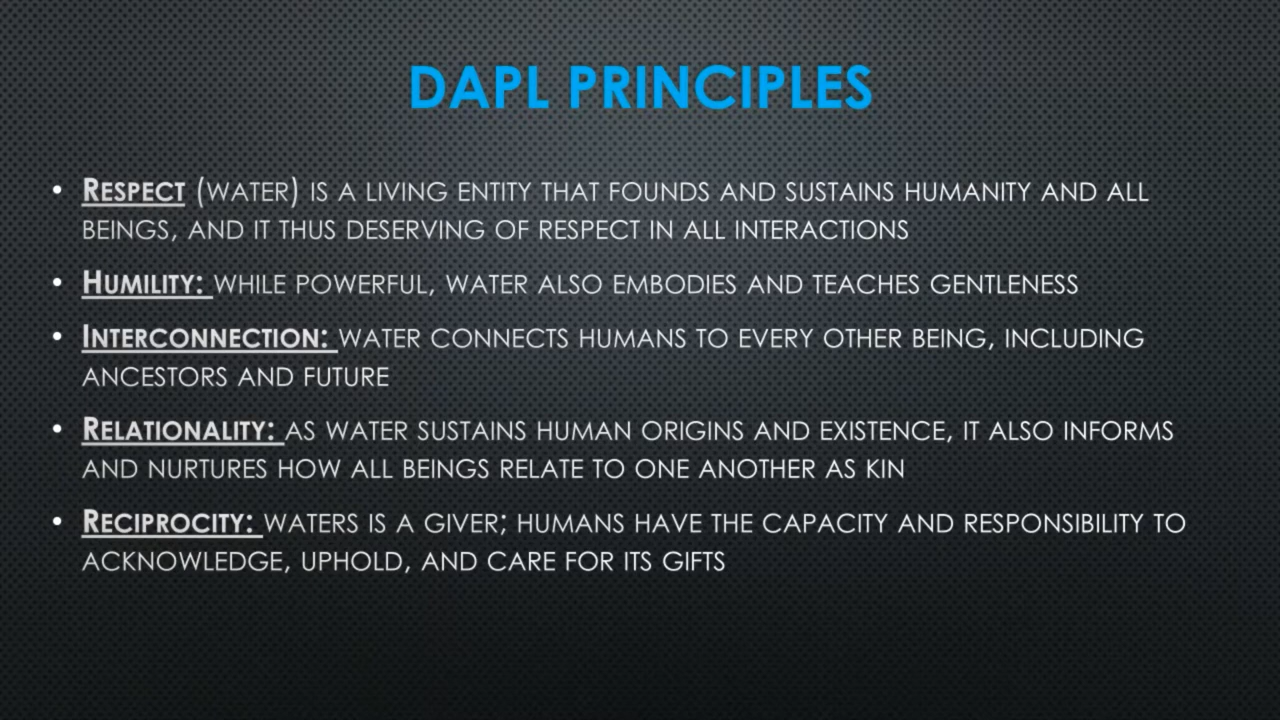 DAPL PRINCIPLES
• RESPECT (WATER) IS A LIVING ENTITY THAT FOUNDS AND SUSTAINS HUMANITY AND ALL
BEINGS, AND IT THUS DESERVING OF RESPECT IN ALL INTERACTIONS
• HUMILITY: WHILE POWERFUL, WATER ALSO EMBODIES AND TEACHES GENTLENESS
• INTERCONNECTION: WATER CONNECTS HUMANS TO EVERY OTHER BEING, INCLUDING
ANCESTORS AND FUTURE
• RELATIONALITY: AS WATER SUSTAINS HUMAN ORIGINS AND EXISTENCE, IT ALSO INFORMS
AND NURTURES HOW ALL BEINGS RELATE TO ONE ANOTHER AS KIN
• RECIPROCITY: WATERS IS A GIVER; HUMANS HAVE THE CAPACITY AND RESPONSIBILITY TO
ACKNOWLEDGE, UPHOLD, AND CARE FOR ITS GIFTS